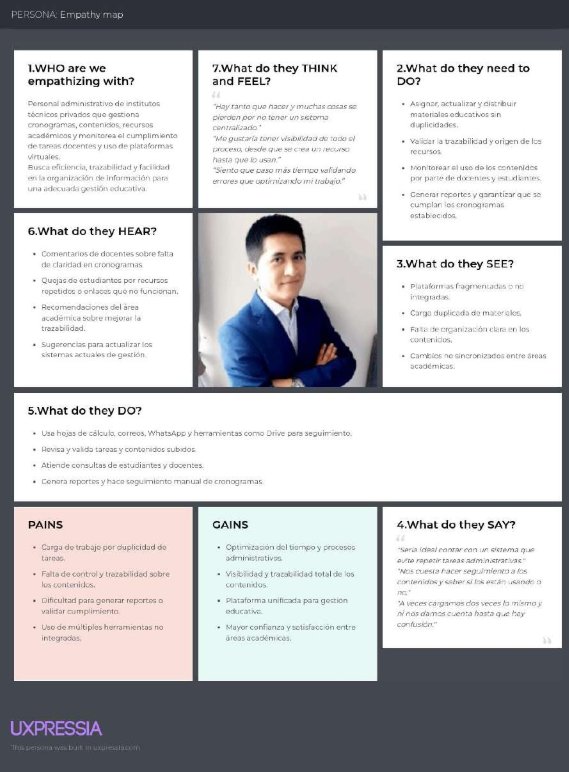 PERSONA: Empathy map
1.WHO are we
empathizing with?
Personal administrativo de institutos
técnicos privados que gestiona
cronogramas, contenidos, recursos
académicos y monitorea el cumplimiento
de tareas docentes y uso de plataformas
virtuales.
Busca eficiencia, trazabilidad y facilidad
en la organización de información para
una adecuada gestión educativa.
7.What do they THINK
and FEEL?
"Hay tanto que hacer y muchas cosas se
pierden por no tener un sistema
centralizado."
"Me gustaría tener visibilidad de todo el
proceso, desde que se crea un recurso
hasta que lo usan."
"Siento que paso más tiempo validando
errores que optimizando mi trabajo."
2.What do they need to
DO?
• Asignar, actualizar y distribuir
materiales educativos sin
duplicidades.
• Validar la trazabilidad y origen de los
recursos.
• Monitorear el uso de los contenidos
por parte de docentes y estudiantes.
• Generar reportes y garantizar que se
cumplan los cronogramas
establecidos.
6.What do they HEAR?
• Comentarios de docentes sobre falta
de claridad en cronogramas.
• Quejas de estudiantes por recursos
repetidos o enlaces que no funcionan.
• Recomendaciones del área
académica sobre mejorar la
trazabilidad.
• Sugerencias para actualizar los
sistemas actuales de gestión.
3.What do they SEE?
• Plataformas fragmentadas o no
integradas.
• Carga duplicada de materiales.
• Falta de organización clara en los
contenidos.
• Cambios no sincronizados entre áreas
académicas.
5.What do they DO?
• Usa hojas de cálculo, correos, WhatsApp y herramientas como Drive para seguimiento.
• Revisa y valida tareas y contenidos subidos.
• Atiende consultas de estudiantes y docentes.
• Genera reportes y hace seguimiento manual de cronogramas.
PAINS
• Carga de trabajo por duplicidad de
tareas.
• Falta de control y trazabilidad sobre
los contenidos.
• Dificultad para generar reportes o
validar cumplimiento.
• Uso de múltiples herramientas no
integradas.
GAINS
• Optimización del tiempo y procesos
administrativos.
• Visibilidad y trazabilidad total de los
contenidos.
• Plataforma unificada para gestión
educativa.
• Mayor confianza y satisfacción entre
áreas académicas.
4.What do they SAY?
"Sería ideal contar con un sistema que
evite repetir tareas administrativas."
"Nos cuesta hacer seguimiento a los
contenidos y saber si los están usando o
no."
"A veces cargamos dos veces lo mismo y
ni nos damos cuenta hasta que hay
confusión."
UXPRESSIA
This persona was built in uxpressia.com